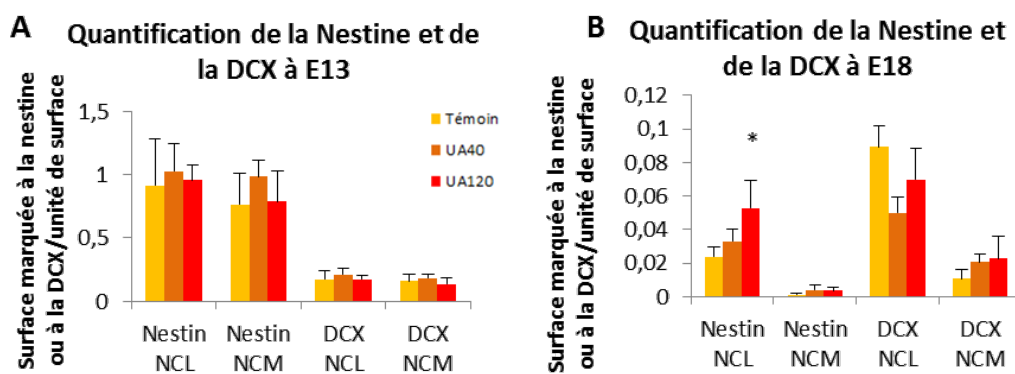 A
Quantification de la Nestine et de
la DCX à E13
Surface marquée à la nestine
ou à la DCX/unité de surface
1,5
1
0,5
0
Témoin
UA40
UA120
Nestin
NCL
Nestin
NCM
DCX
NCL
DCX
NCM
B
Quantification de la Nestine et
de la DCX à E18
Surface marquée à la nestine
ou à la DCX/unité de surface
0,12
0,1
0,08
0,06
0,04
0,02
0
*
Nestin
NCL
Nestin
NCM
DCX
NCL
DCX
NCM